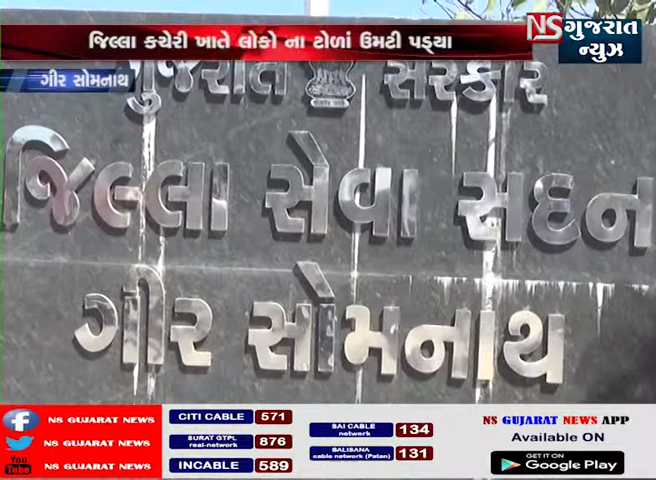 જિલ્લા કચેરી ખાતે લોકો ના ટોળાં ઉમટી પડ્યા
NS ગુજરાત ન્યુઝ
ગીર સોમનાથ
ગુજરાત સરકાર
જિલ્લા સેવા સદન
ગીર સોમનાથ
NS GUJARAT NEWS
NS GUJARAT NEWS
You Tube NS GUJARAT NEWS
CITI CABLE 571
SURAT GTPL real-network 876
INCABLE 589
SAI CABLE network 134
BALISANA cable network (Patan) 131
NS GUJARAT NEWS APP
Available ON
GET IT ON
Google Play